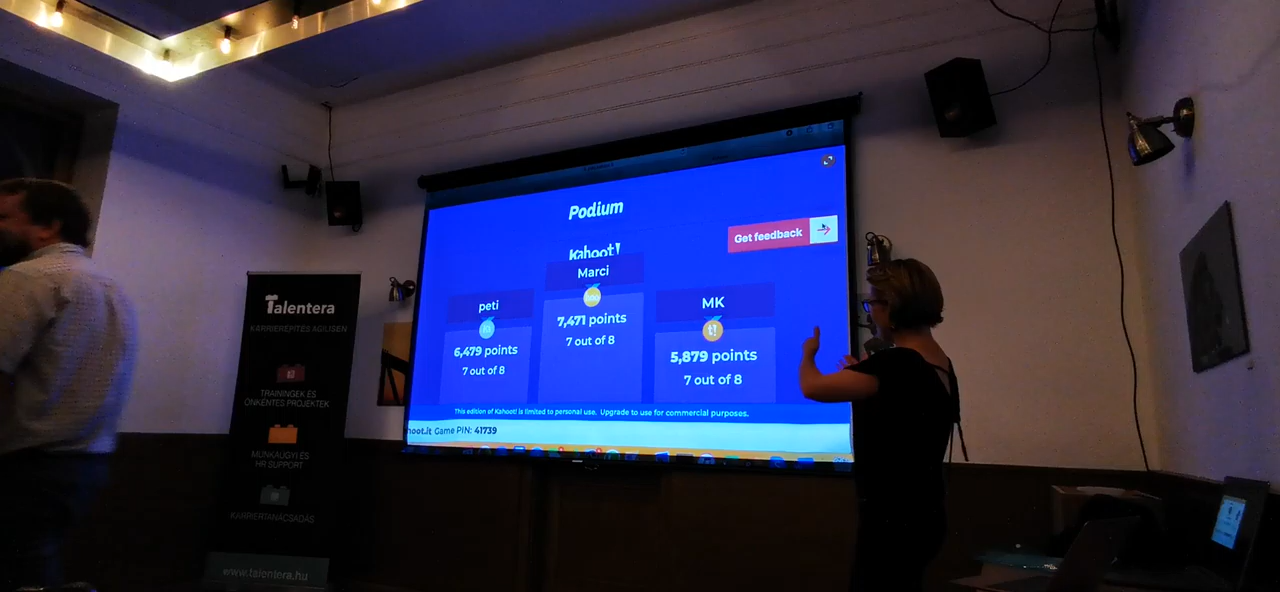 Podium
Get feedback
Kahoot!
Marci
7,471 points
7 out of 8
peti
6,479 points
7 out of 8
MK
5,879 points
7 out of 8
This edition of Kahoot! is limited to personal use. Upgrade to use for commercial purposes.
hoot.it Game PIN: 41739
Talentera
KARRIERÉPÍTÉS AGILISEN
TRAININGEK ÉS
ÖNKÉNTES PROJEKTEK
MUNKAÜGYI ÉS
HR SUPPORT
KARRIERTANÁCSADÁS
www.talentera.hu